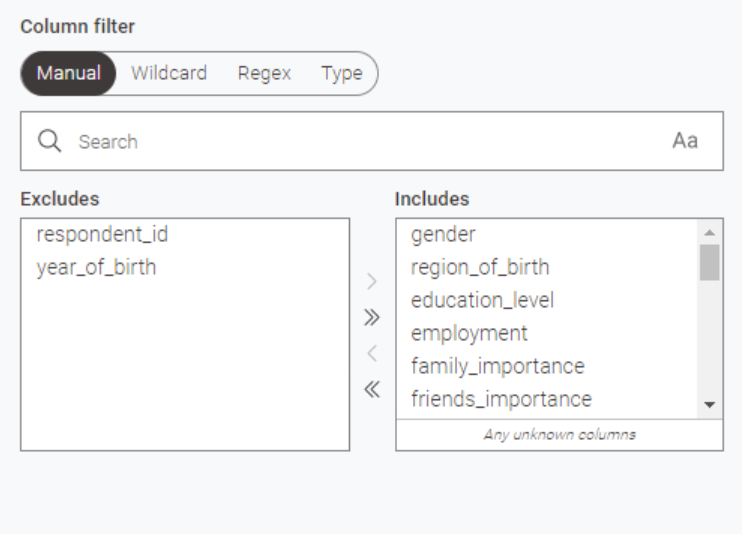 Column filter
Manual Wildcard Regex Type
Search Aa
Excludes
respondent_id
year_of_birth
Includes
gender
region_of_birth
education_level
employment
family_importance
friends_importance
Any unknown columns